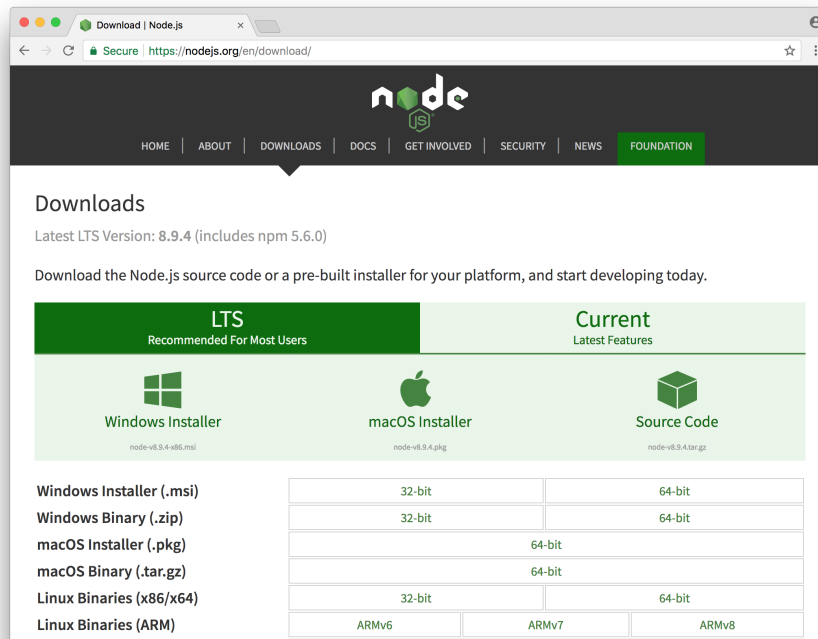 Download | Node.js
Secure https://nodejs.org/en/download/
node
JS
HOME ABOUT DOWNLOADS DOCS GET INVOLVED SECURITY NEWS FOUNDATION
Downloads
Latest LTS Version: 8.9.4 (includes npm 5.6.0)
Download the Node.js source code or a pre-built installer for your platform, and start developing today.
LTS Current
Recommended For Most Users Latest Features
Windows Installer macOS Installer Source Code
node-v8.9.4-x86.msi node-v8.9.4.pkg node-v8.9.4.tar.gz
Windows Installer (.msi) 32-bit 64-bit
Windows Binary (.zip) 32-bit 64-bit
macOS Installer (.pkg) 64-bit
macOS Binary (.tar.gz) 64-bit
Linux Binaries (x86/x64) 32-bit 64-bit
Linux Binaries (ARM) ARMv6 ARMv7 ARMv8